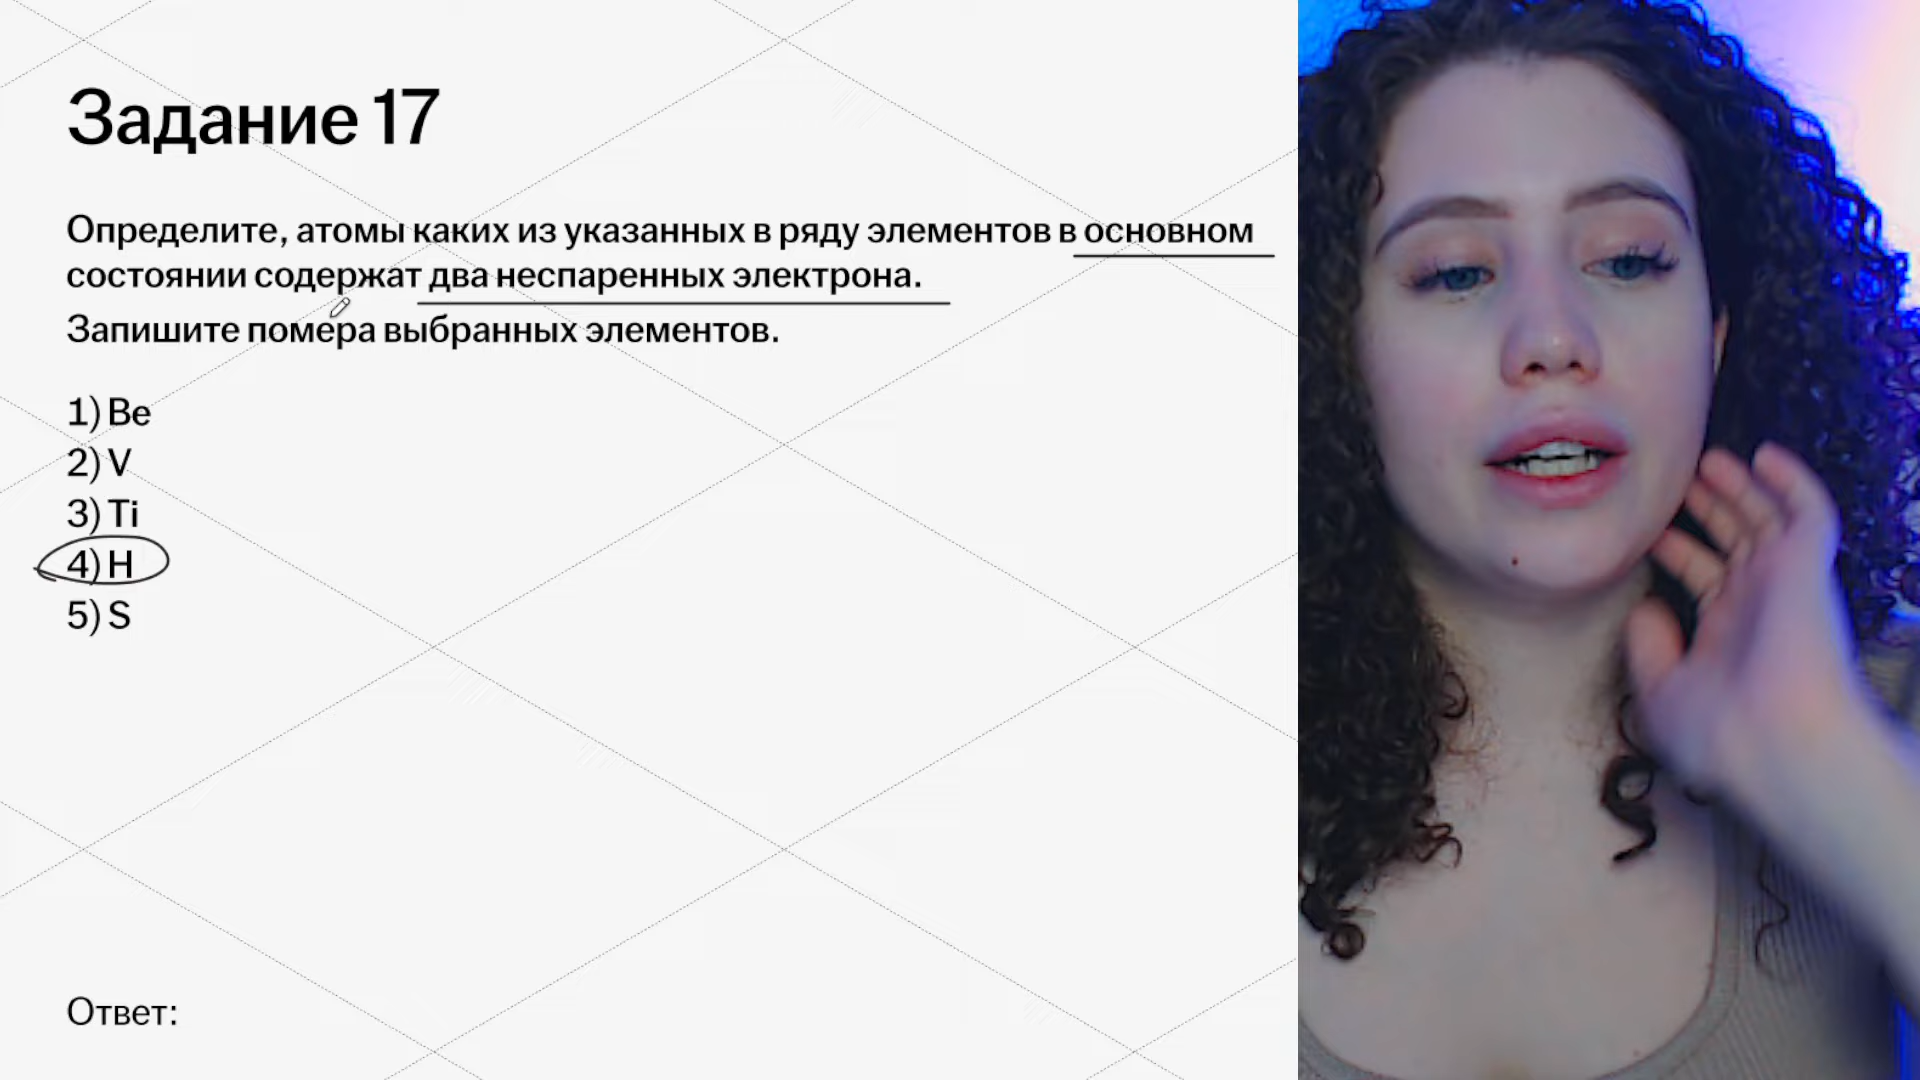 Задание 17
Определите, атомы каких из указанных в ряду элементов в основном
состоянии содержат два неспаренных электрона.
Запишите помера выбранных элементов.
1) Be
2) V
3) Ti
4) H
5) S
Ответ: